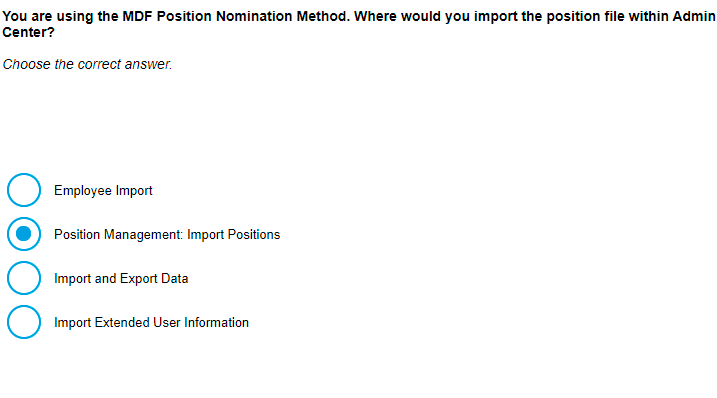 You are using the MDF Position Nomination Method. Where would you import the position file within Admin
Center?
Choose the correct answer.
Employee Import
Position Management: Import Positions
Import and Export Data
Import Extended User Information